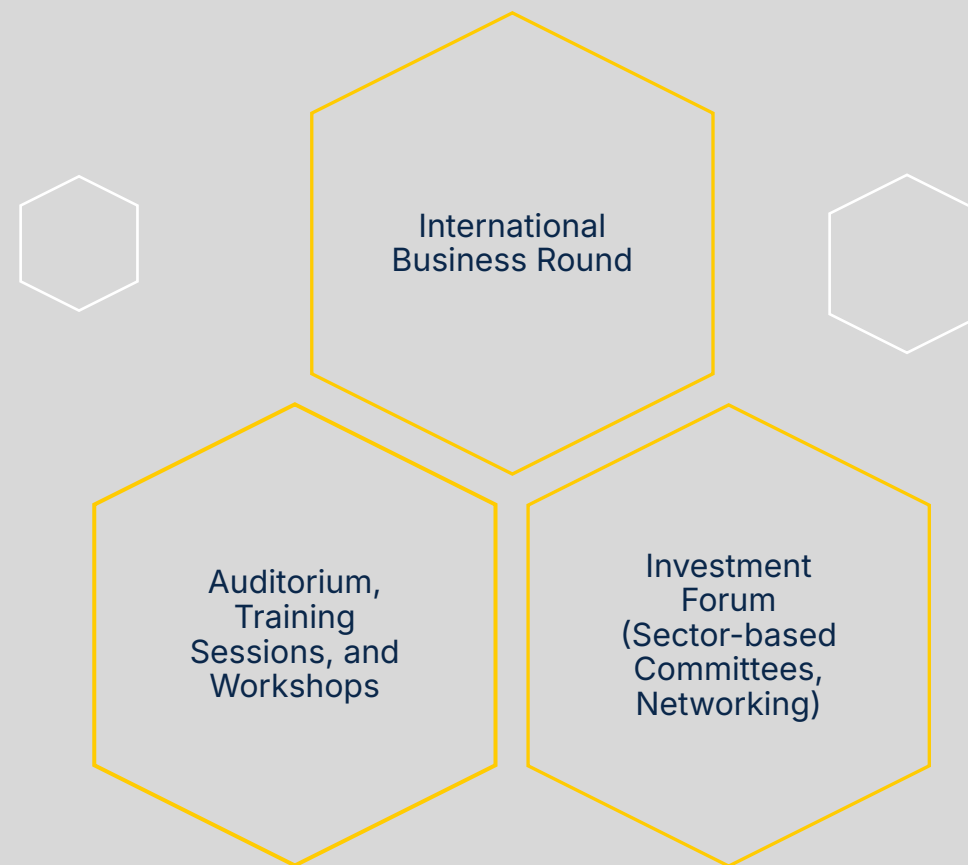 International
Business Round
Auditorium,
Training
Sessions, and
Workshops
Investment
Forum
(Sector-based
Committees,
Networking)